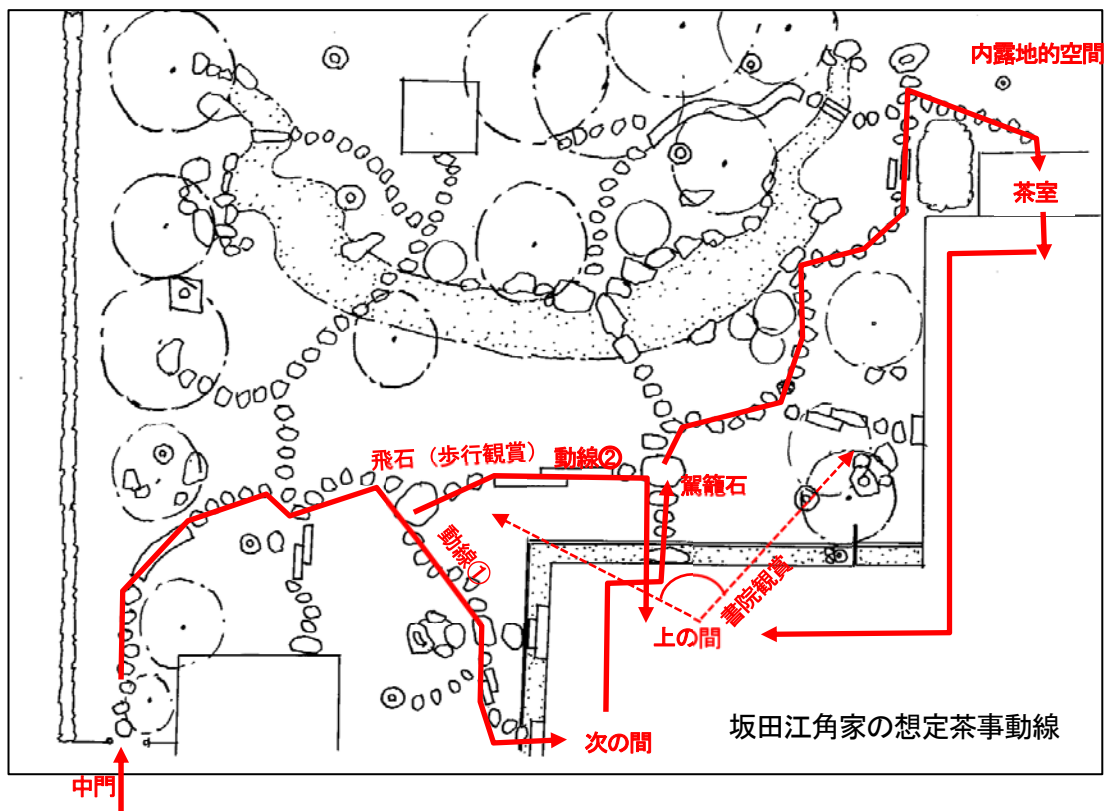 内露地的空間
茶室
飛石（歩行観賞）動線②
駕籠石
動線①
書院観賞
上の間
次の間
坂田江角家の想定茶事動線
中門